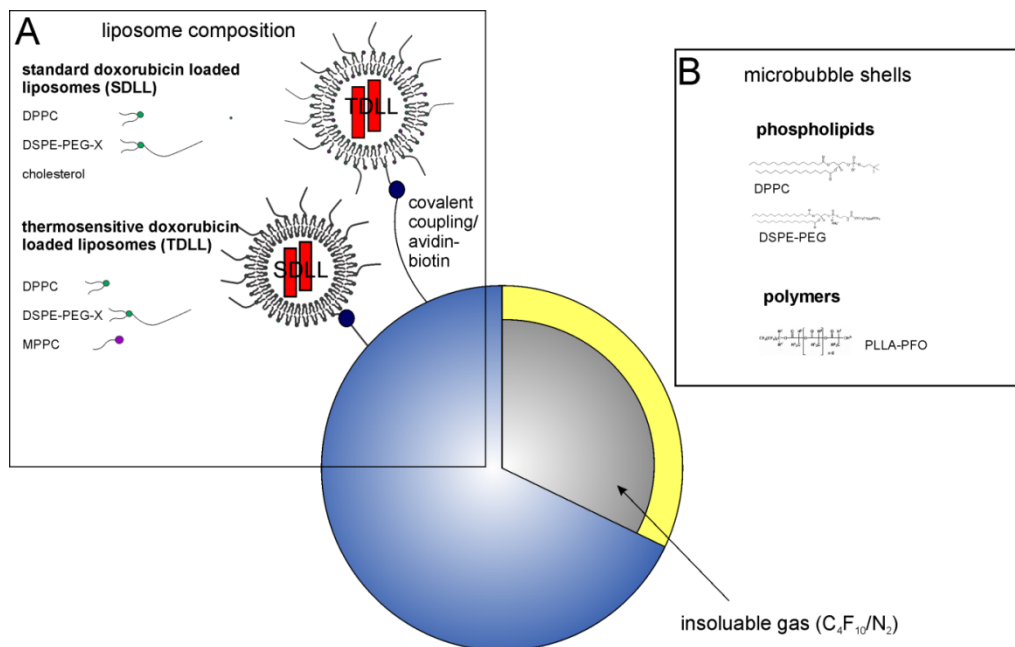 A
liposome composition
standard doxorubicin loaded
liposomes (SDLL)
DPPC
DSPE-PEG-X
cholesterol
thermosensitive doxorubicin
loaded liposomes (TDLL)
DPPC
DSPE-PEG-X
MPPC
TDLL
SDLL
covalent
coupling/
avidin-
biotin
B
microbubble shells
phospholipids
DPPC
DSPE-PEG
polymers
PLLA-PFO
insoluable gas (C₄F₁₀/N₂)